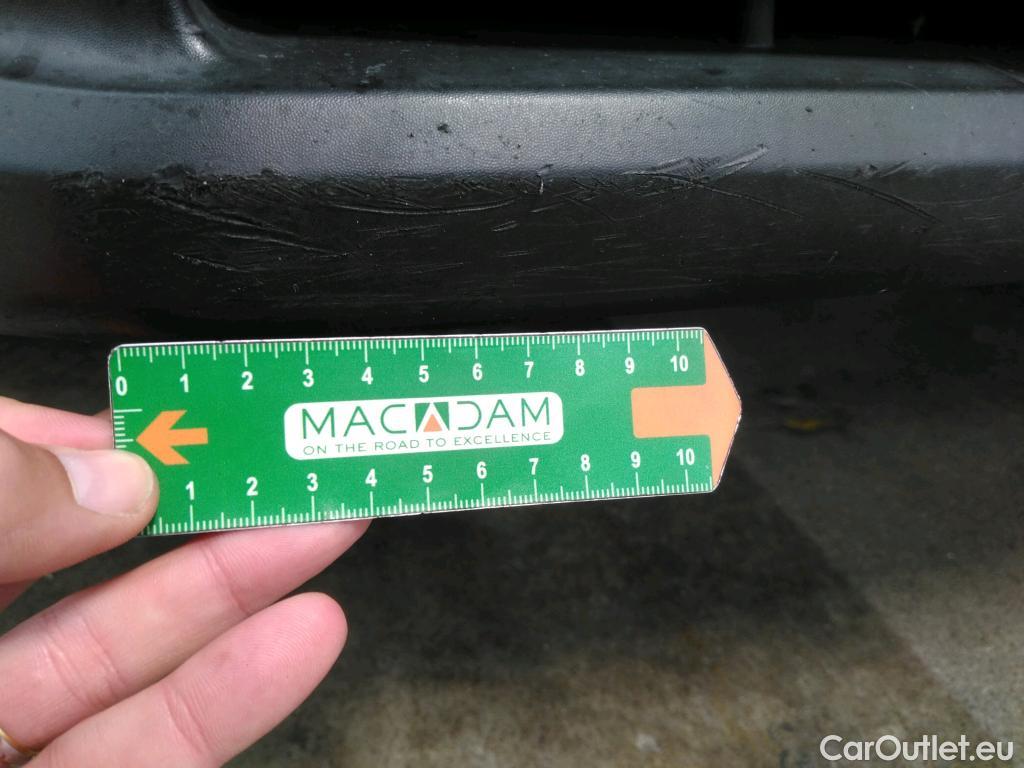 0 1 2 3 4 5 6 7 8 9 10
MACADAM
ON THE ROAD TO EXCELLENCE
1 2 3 4 5 6 7 8 9 10
CarOutlet.eu